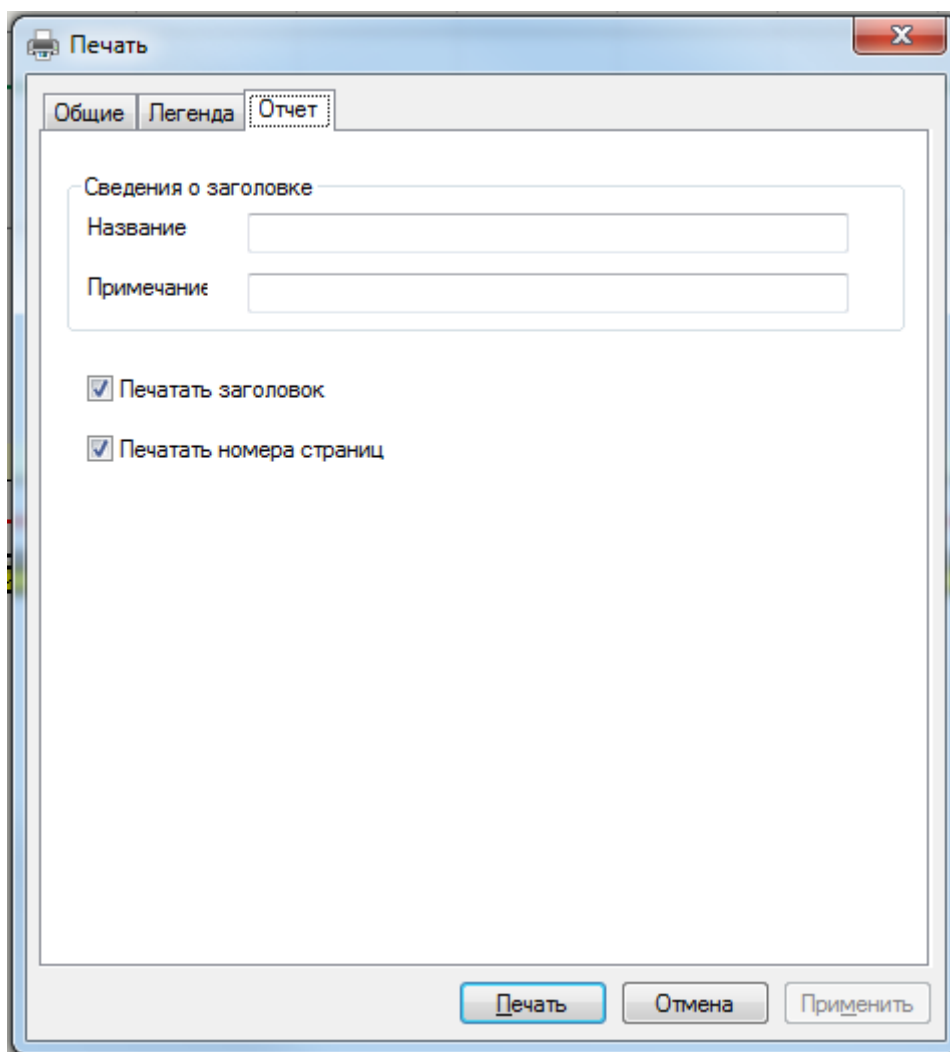 Печать
Общие Легенда Отчет
Сведения о заголовке
Название
Примечание
Печатать заголовок
Печатать номера страниц
Печать Отмена Применить